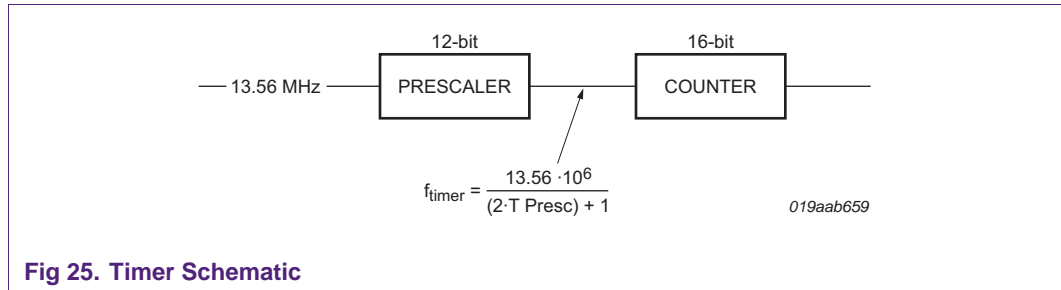 12-bit
16-bit
13.56 MHz
PRESCALER
COUNTER
f_timer = 13.56 ·10^6 / (2·T Presc) + 1
019aab659
Fig 25. Timer Schematic